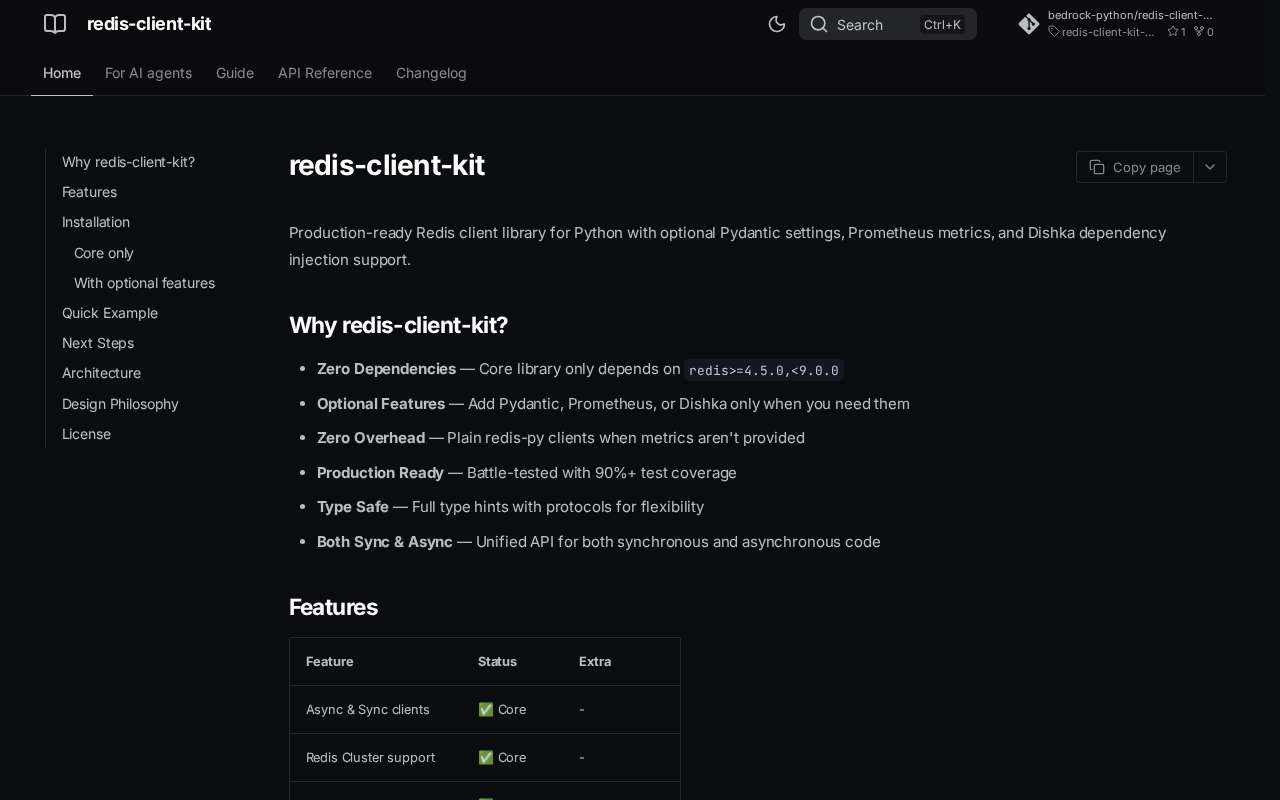 redis-client-kit
Search
Ctrl+K
bedrock-python/redis-client-...
redis-client-kit-...
1
0
Home
For AI agents
Guide
API Reference
Changelog
Why redis-client-kit?
Features
Installation
Core only
With optional features
Quick Example
Next Steps
Architecture
Design Philosophy
License
redis-client-kit
Copy page
Production-ready Redis client library for Python with optional Pydantic settings, Prometheus metrics, and Dishka dependency
injection support.
Why redis-client-kit?
• Zero Dependencies — Core library only depends on redis>=4.5.0,<9.0.0
• Optional Features — Add Pydantic, Prometheus, or Dishka only when you need them
• Zero Overhead — Plain redis-py clients when metrics aren't provided
• Production Ready — Battle-tested with 90%+ test coverage
• Type Safe — Full type hints with protocols for flexibility
• Both Sync & Async — Unified API for both synchronous and asynchronous code
Features
Feature Status Extra
Async & Sync clients ✅ Core -
Redis Cluster support ✅ Core -